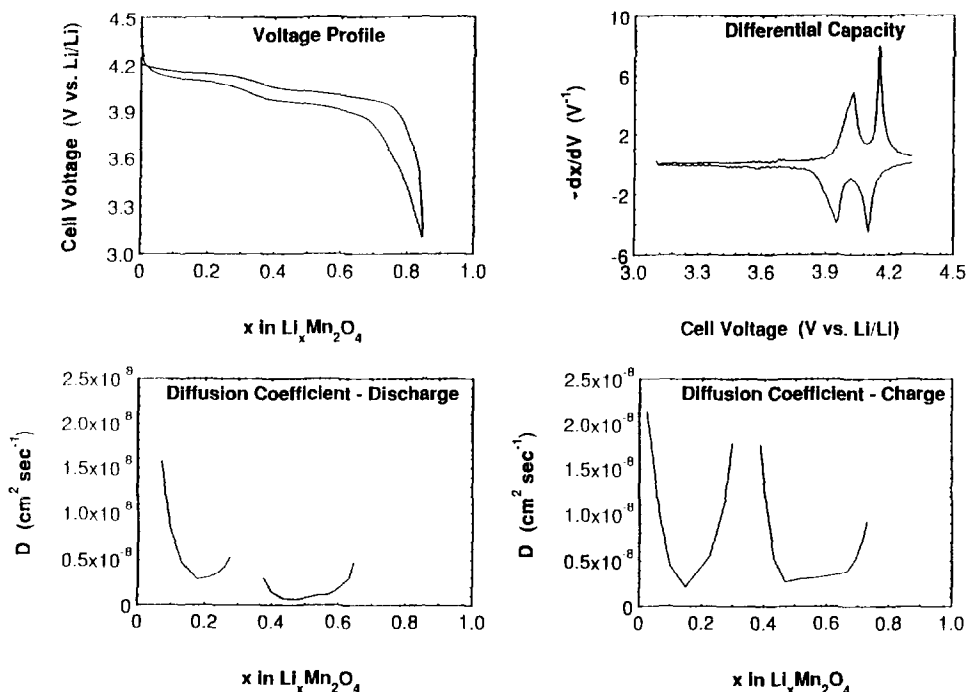 Voltage Profile
Cell Voltage (V vs. Li/Li)
4.5
4.2
3.9
3.6
3.3
3.0
0 0.2 0.4 0.6 0.8 1.0
x in LiₓMn₂O₄
Differential Capacity
-dx/dV (V⁻¹)
10
6
2
-2
-6
3.0 3.3 3.6 3.9 4.2 4.5
Cell Voltage (V vs. Li/Li)
Diffusion Coefficient - Discharge
D (cm² sec⁻¹)
2.5x10⁻⁸
2.0x10⁻⁸
1.5x10⁻⁸
1.0x10⁻⁸
0.5x10⁻⁸
0
0 0.2 0.4 0.6 0.8 1.0
x in LiₓMn₂O₄
Diffusion Coefficient - Charge
D (cm² sec⁻¹)
2.5x10⁻⁸
2.0x10⁻⁸
1.5x10⁻⁸
1.0x10⁻⁸
0.5x10⁻⁸
0
0 0.2 0.4 0.6 0.8 1.0
x in LiₓMn₂O₄